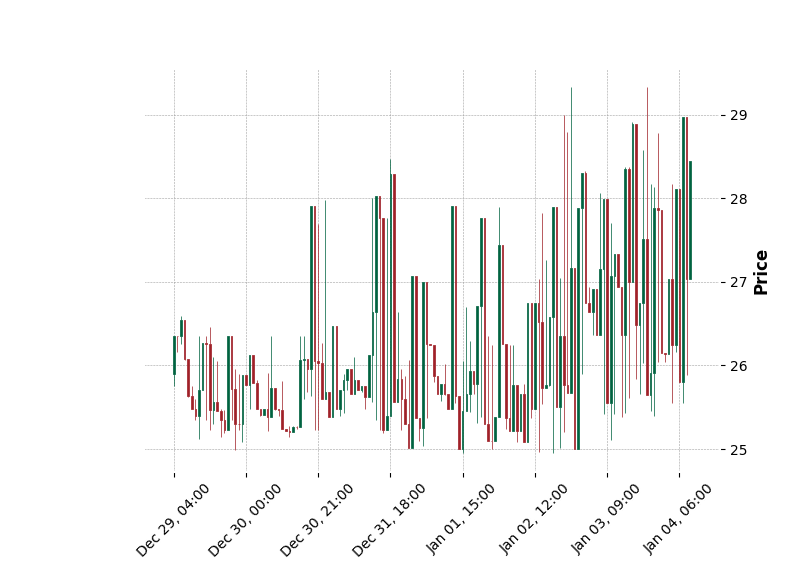 29
28
27
26
25
Price
Dec 29, 04:00
Dec 30, 00:00
Dec 30, 21:00
Dec 31, 18:00
Jan 01, 15:00
Jan 02, 12:00
Jan 03, 09:00
Jan 04, 06:00